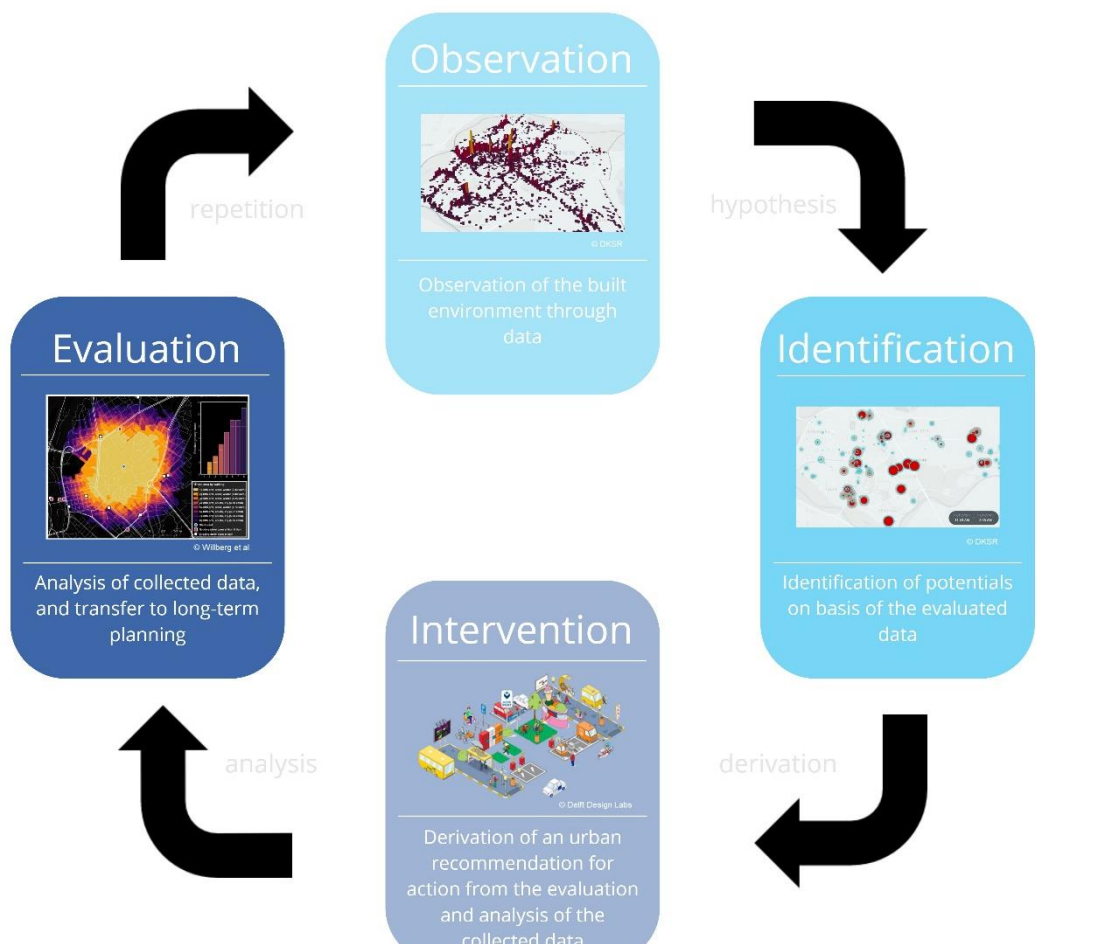 Observation
© DKSR
Observation of the built
environment through
data
repetition
hypothesis
Evaluation
© Willberg et al
Analysis of collected data,
and transfer to long-term
planning
Identification
© DKSR
Identification of potentials
on basis of the evaluated
data
Intervention
© Delft Design Labs
Derivation of an urban
recommendation for
action from the evaluation
and analysis of the
collected data
analysis
derivation